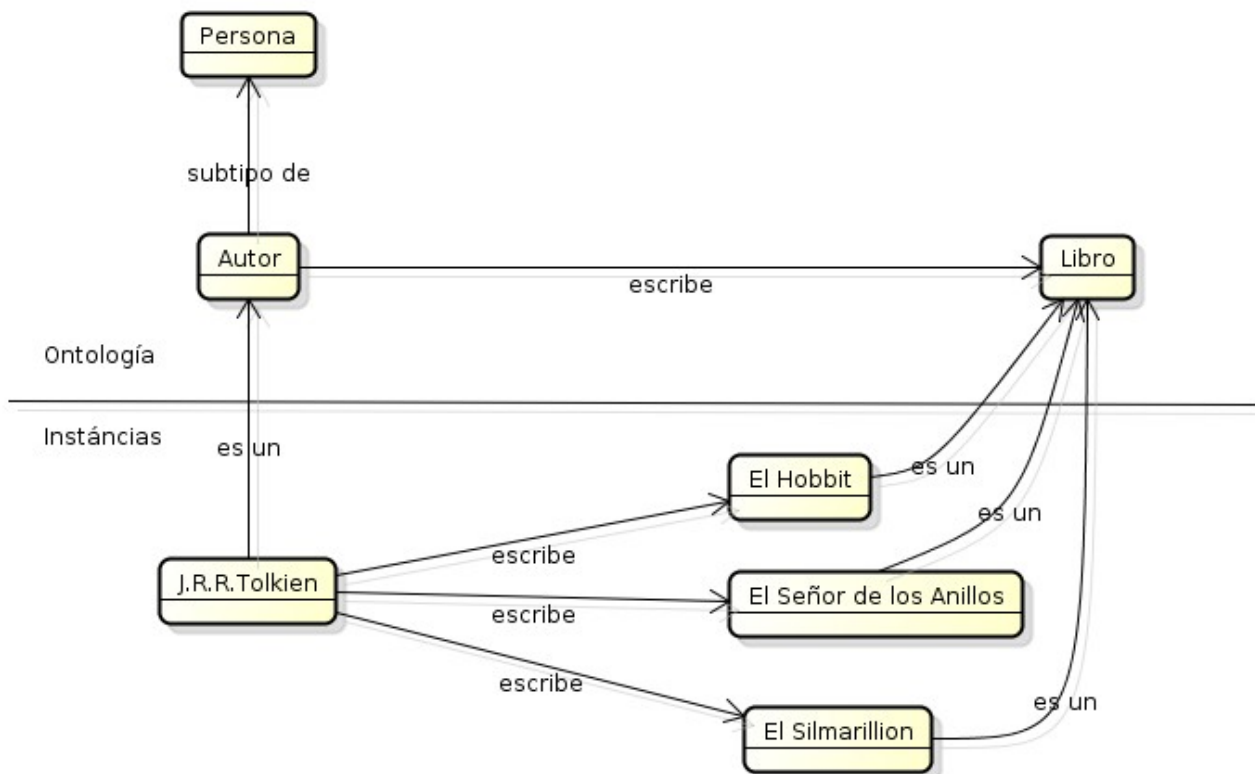 Persona
subtipo de
Autor
Libro
escribe
Ontología
Instáncias
es un
El Hobbit
es un
es un
escribe
J.R.R.Tolkien
El Señor de los Anillos
escribe
escribe
es un
El Silmarillion